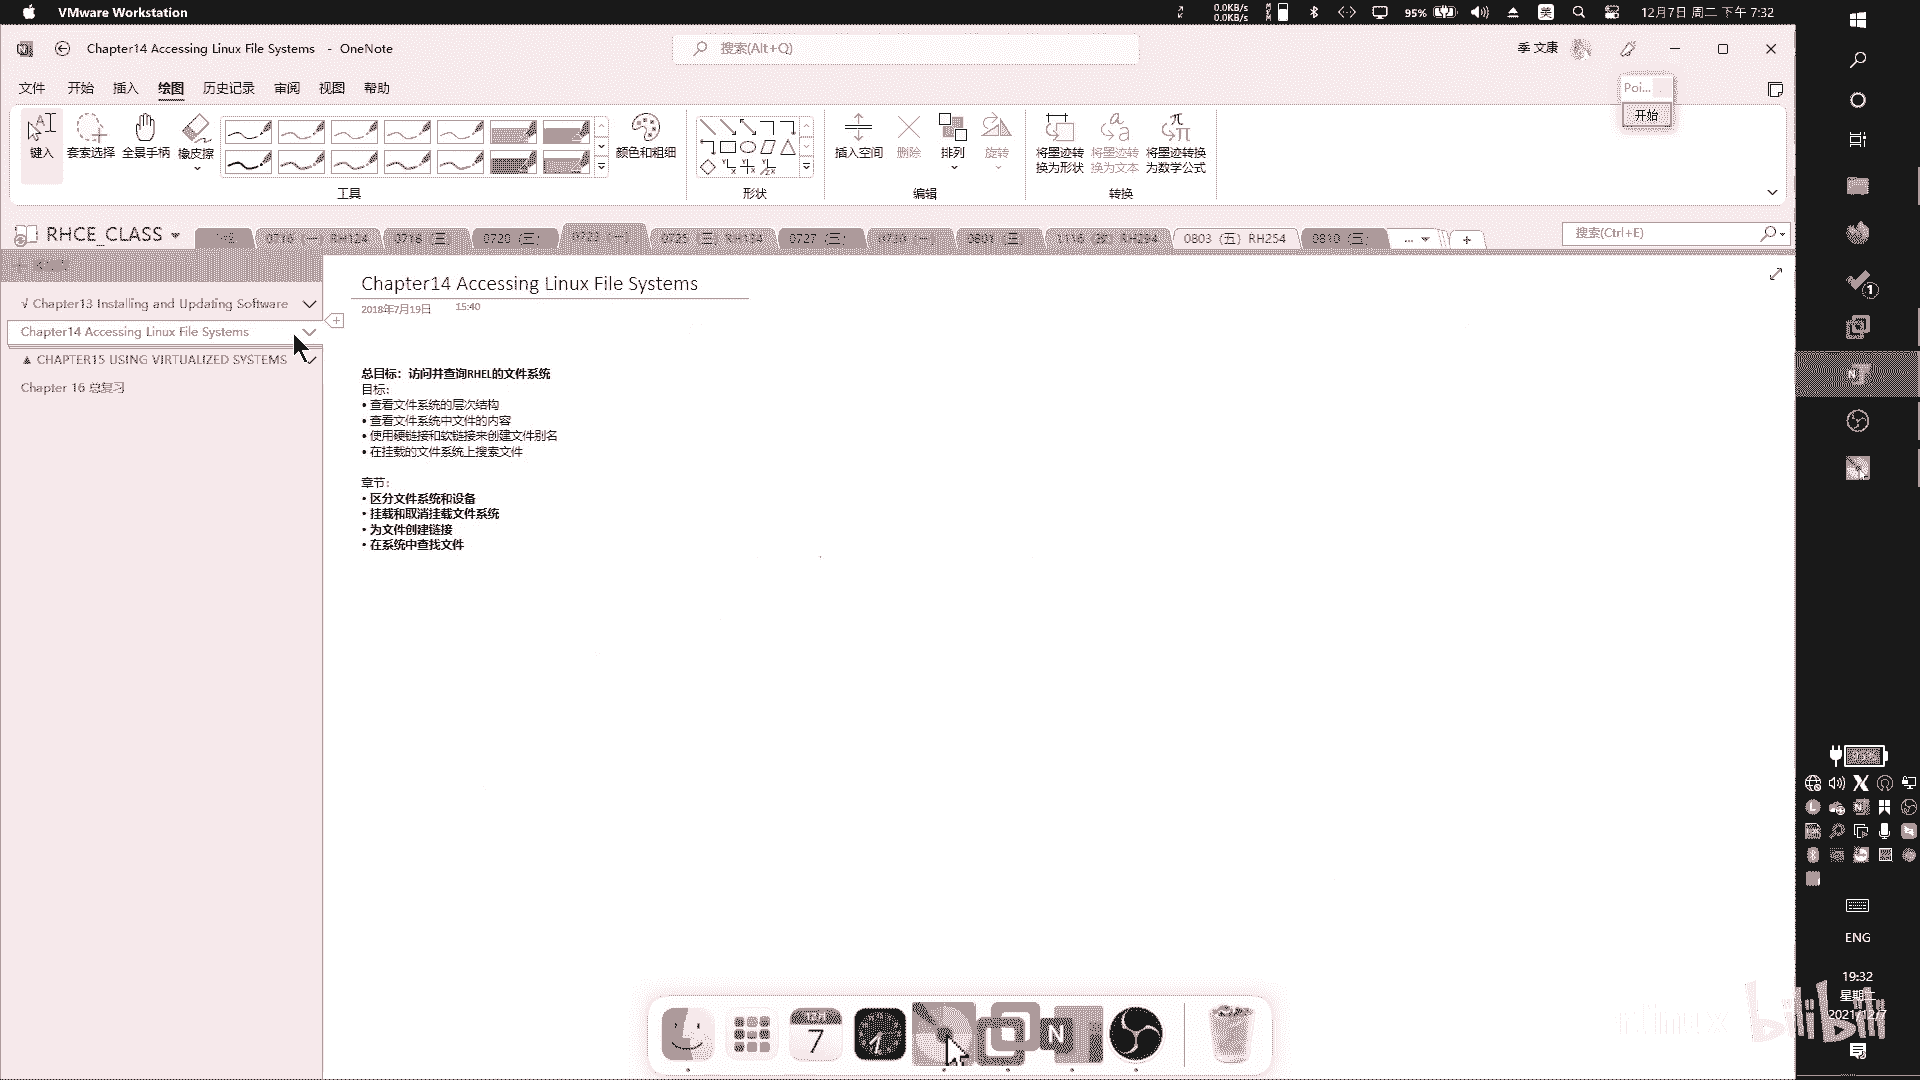 VMware Workstation
0.0KB/s
0.0KB/s
95%
英
12月7日 周二 下午 7:32
Chapter14 Accessing Linux File Systems - OneNote
搜索(Alt+Q)
季 文康
文件 开始 插入 绘图 历史记录 审阅 视图 帮助
Poi...
开始
键入 套索选择 全景手柄 橡皮擦
颜色和粗细
插入空间 删除 排列 旋转
将墨迹转换为形状
将墨迹转换为文本
将墨迹转换为数学公式
工具 形状 编辑 转换
RHCE_CLASS
0716 (一) RH124
0718 (三)
0720 (三)
0723 (一)
0725 (三) RH134
0727 (三)
0730 (一)
0801 (三)
0803 (五) RH254
0810 (三)
搜索(Ctrl+E)
√ Chapter13 Installing and Updating Software
Chapter14 Accessing Linux File Systems
▲ CHAPTER15 USING VIRTUALIZED SYSTEMS
Chapter 16 总复习
Chapter14 Accessing Linux File Systems
2018年7月19日 15:40
总目标：访问并查询RHEL的文件系统
目标：
• 查看文件系统的层次结构
• 查看文件系统中文件的内容
• 使用硬链接和软链接来创建文件别名
• 在挂载的文件系统上搜索文件
章节：
• 区分文件系统和设备
• 挂载和取消挂载文件系统
• 为文件创建链接
• 在系统中查找文件
12月
7
ENG
19:32
星期二
2021/12/7
bilibili